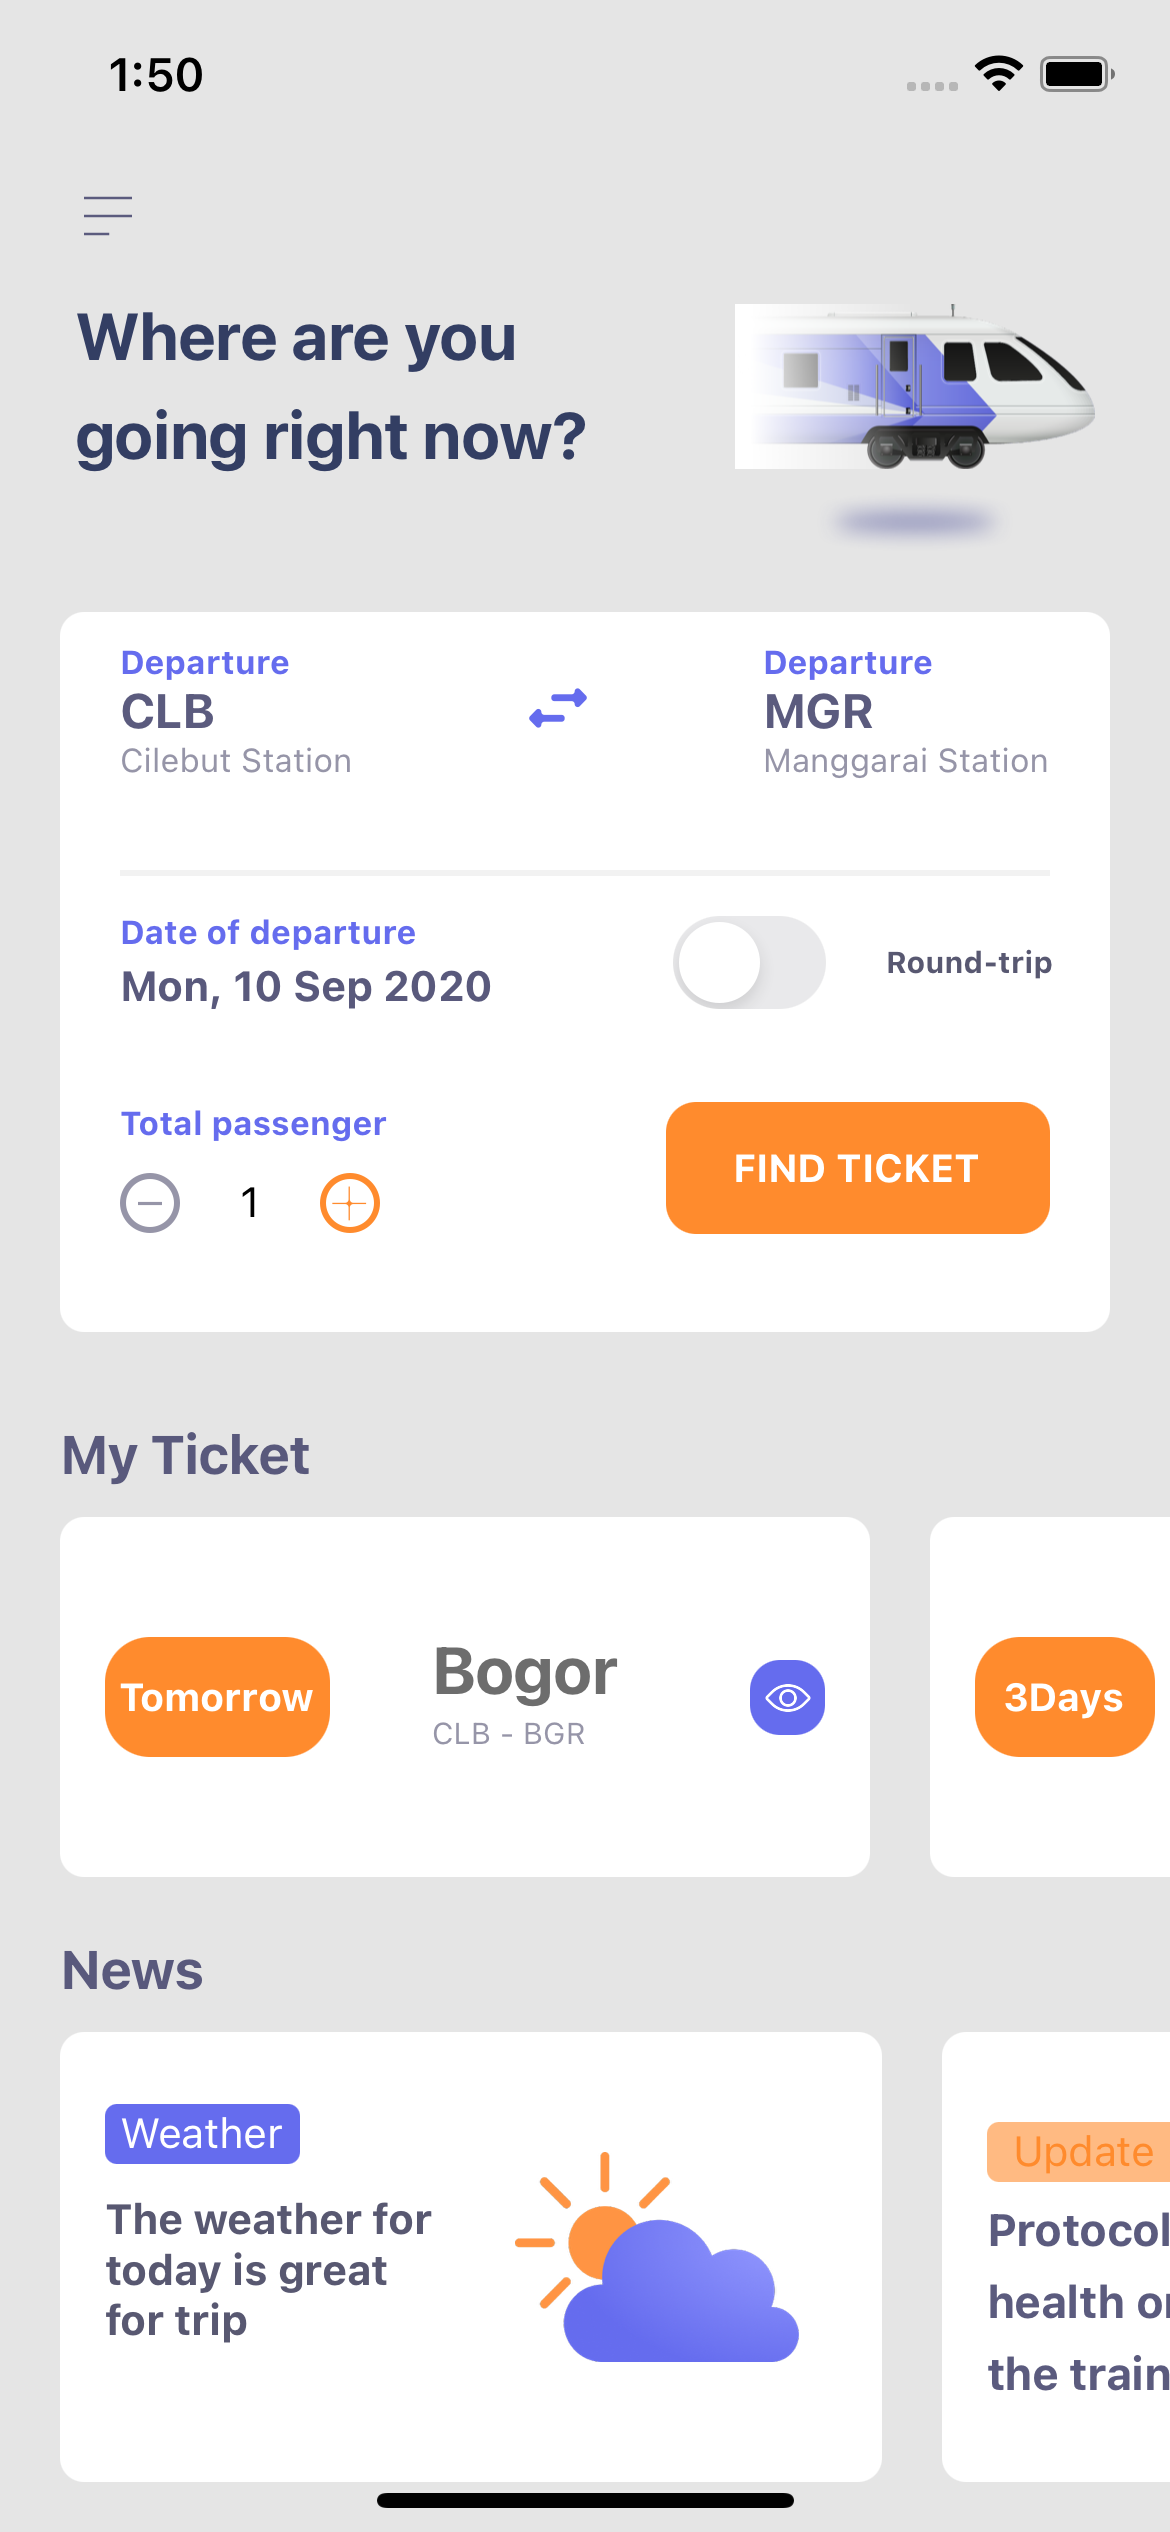 1:50
Where are you
going right now?
Departure
CLB
Cilebut Station
Departure
MGR
Manggarai Station
Date of departure
Mon, 10 Sep 2020
Round-trip
Total passenger
1
FIND TICKET
My Ticket
Tomorrow
Bogor
CLB - BGR
3Days
News
Weather
The weather for
today is great
for trip
Update
Protocol
health or
the train